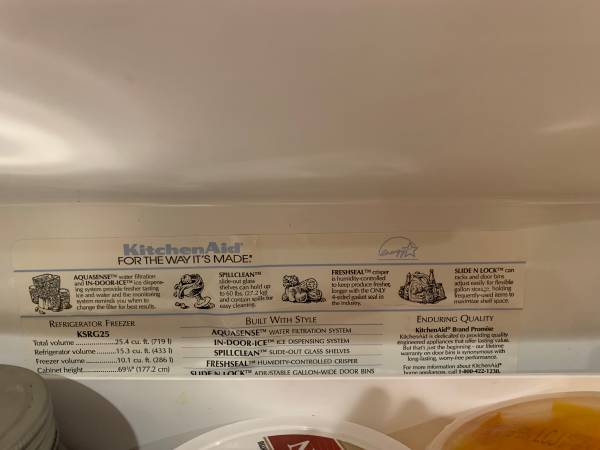 KitchenAid®
FOR THE WAY IT'S MADE.®
AQUASENSE™ water filtration
and IN-DOOR-ICE™ ice dispens-
ing system provide fresher tasting
ice and water and the monitoring
system reminds you when to
change the filter for best results.
SPILLCLEAN™
slide-out glass
shelves can hold up
to 60 lbs. (27.2 kg)
and contain spills for
easy cleaning.
FRESHSEAL™ crisper
is humidity-controlled
to keep produce fresher,
longer with the ONLY
4-sided gasket seal in
the industry.
SLIDE N LOCK™ can
racks and door bins
adjust easily for flexible
gallon storage, holding
frequently-used items to
maximize shelf space.
REFRIGERATOR FREEZER
KSRG25
Total volume 25.4 cu. ft. (719 l)
Refrigerator volume 15.3 cu. ft. (433 l)
Freezer volume 10.1 cu. ft. (286 l)
Cabinet height 69¾" (177.2 cm)
BUILT WITH STYLE
AQUASENSE™ WATER FILTRATION SYSTEM
IN-DOOR-ICE™ ICE DISPENSING SYSTEM
SPILLCLEAN™ SLIDE-OUT GLASS SHELVES
FRESHSEAL™ HUMIDITY-CONTROLLED CRISPER
SLIDE N LOCK™ ADJUSTABLE GALLON-WIDE DOOR BINS
ENDURING QUALITY
KitchenAid® Brand Promise
KitchenAid is dedicated to providing quality
engineered appliances that offer lasting value.
But that's just the beginning - our lifetime
warranty on door bins is synonymous with
long-lasting, worry-free performance.
For more information about KitchenAid®
home appliances, call 1-800-422-1230.